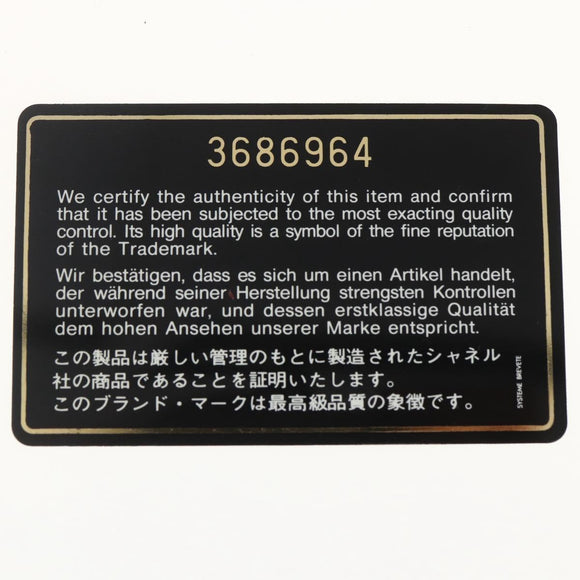 3686964
We certify the authenticity of this item and confirm
that it has been subjected to the most exacting quality
control. Its high quality is a symbol of the fine reputation
of the Trademark.
Wir bestätigen, dass es sich um einen Artikel handelt,
der während seiner Herstellung strengsten Kontrollen
unterworfen war, und dessen erstklassige Qualität
dem hohen Ansehen unserer Marke entspricht.
この製品は厳しい管理のもとに製造されたシャネル
社の商品であることを証明いたします。
このブランド・マークは最高級品質の象徴です。
SYSTEME BREVETE